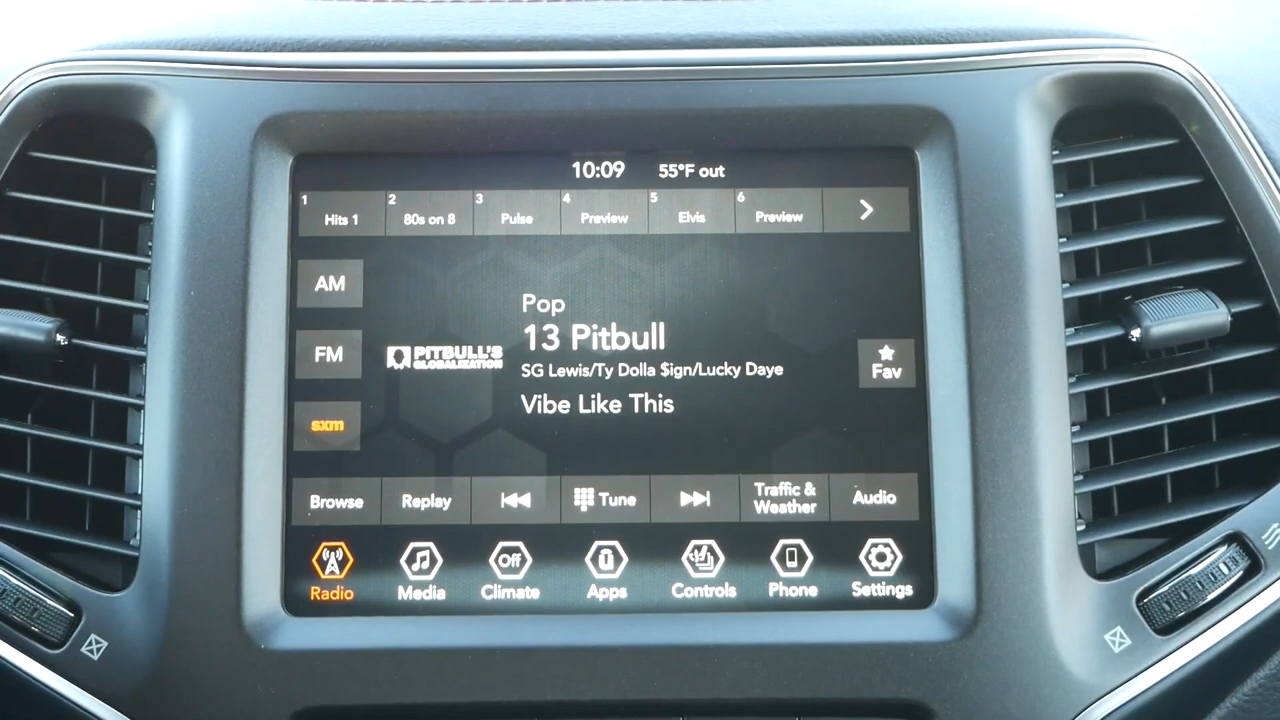 10:09 55°F out
1 Hits 1 2 80s on 8 3 Pulse 4 Preview 5 Elvis 6 Preview
AM
FM
sxm
PITBULL'S
GLOBALIZATION
Pop
13 Pitbull
SG Lewis/Ty Dolla $ign/Lucky Daye
Vibe Like This
Fav
Browse Replay Tune Traffic & Weather Audio
Off
Radio Media Climate Apps Controls Phone Settings